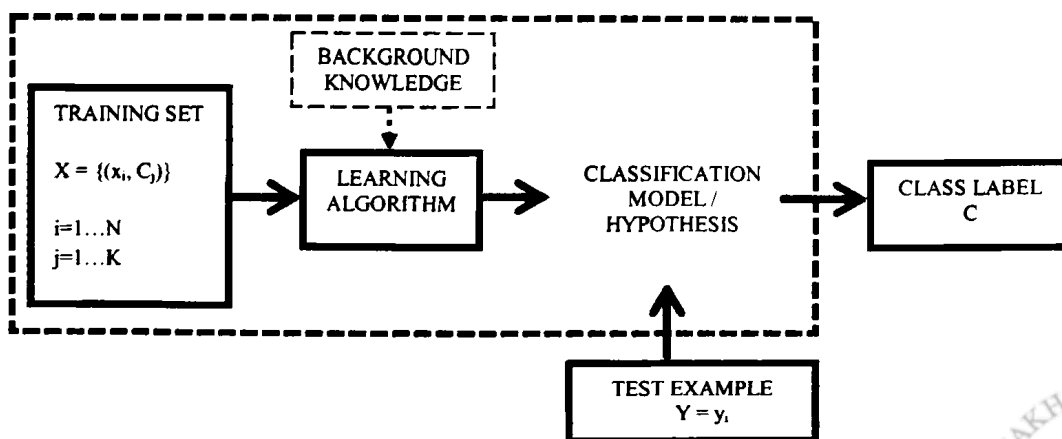 BACKGROUND
KNOWLEDGE
TRAINING SET
X = {(xᵢ, Cⱼ)}
i=1...N
j=1...K
LEARNING
ALGORITHM
CLASSIFICATION
MODEL /
HYPOTHESIS
CLASS LABEL
C
TEST EXAMPLE
Y = yᵢ